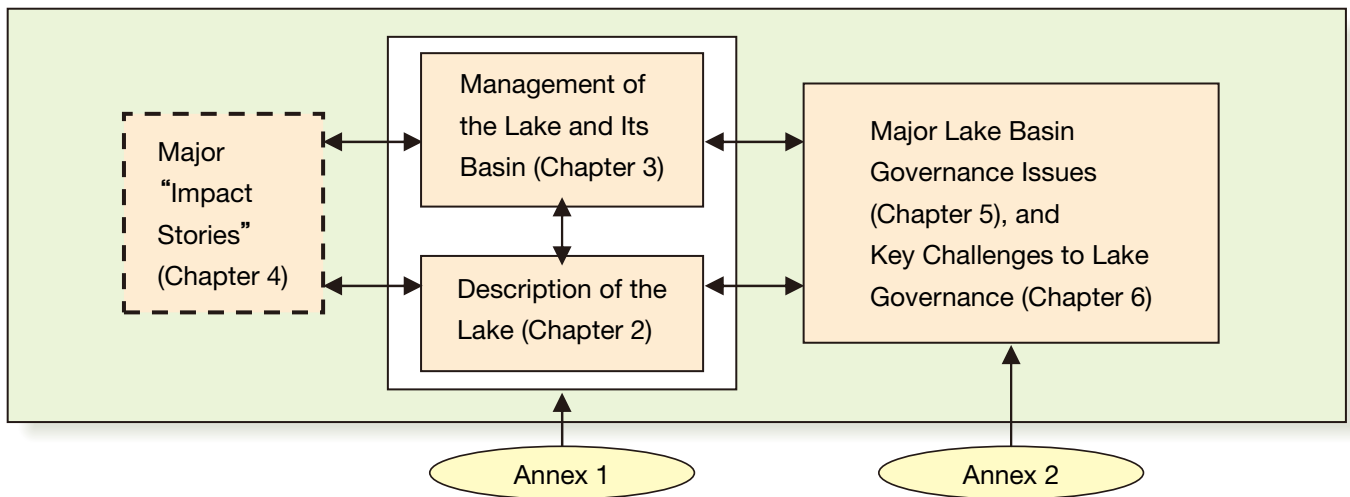 Major
“Impact
Stories”
(Chapter 4)
Management of
the Lake and Its
Basin (Chapter 3)
Description of the
Lake (Chapter 2)
Major Lake Basin
Governance Issues
(Chapter 5), and
Key Challenges to Lake
Governance (Chapter 6)
Annex 1
Annex 2